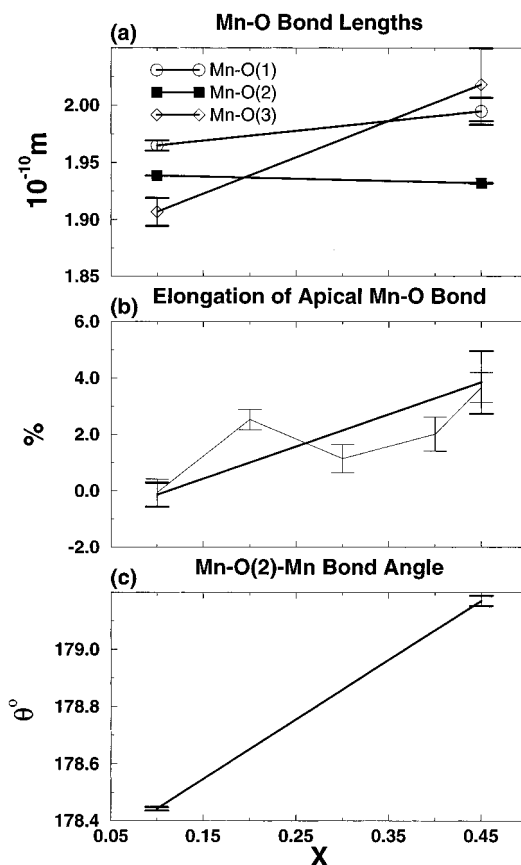 Mn-O Bond Lengths
(a)
Mn-O(1)
Mn-O(2)
Mn-O(3)
2.00
1.95
1.90
1.85
10⁻¹⁰m
Elongation of Apical Mn-O Bond
(b)
6.0
4.0
2.0
0.0
-2.0
%
Mn-O(2)-Mn Bond Angle
(c)
179.0
178.8
178.6
178.4
θ°
0.05 0.15 0.25 0.35 0.45
X